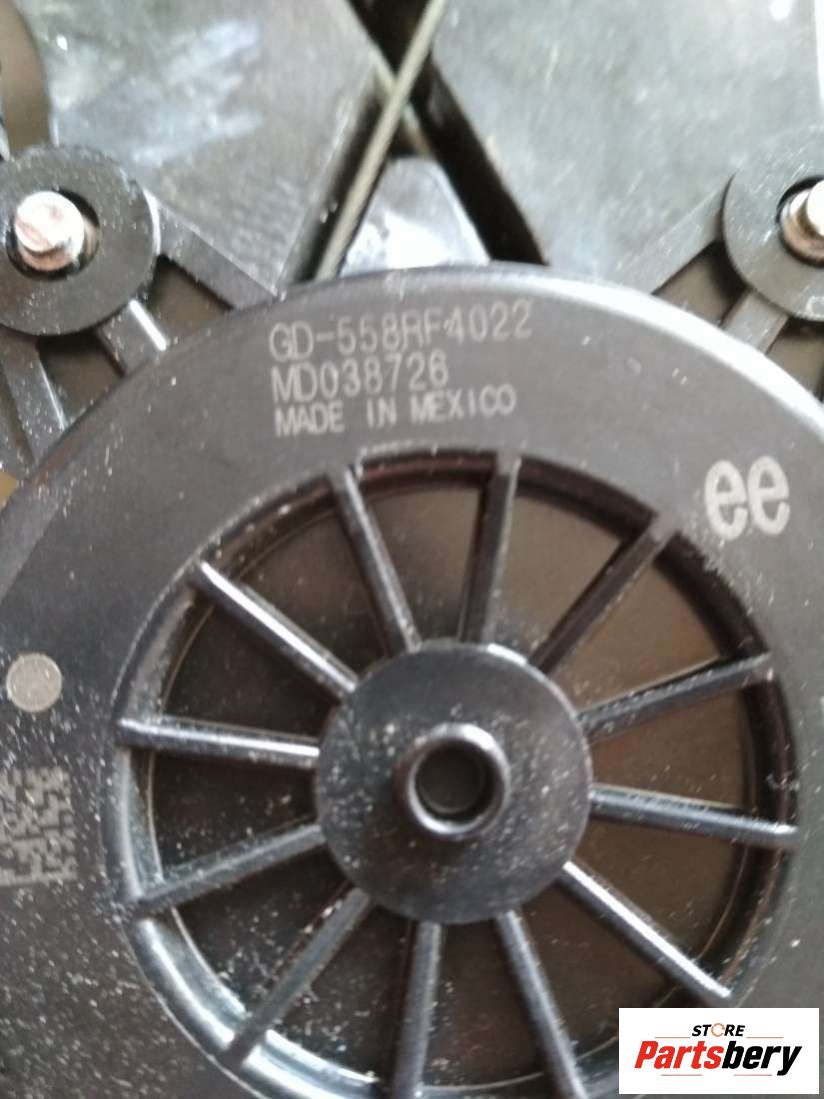 GD-558RF4022
MD038726
MADE IN MEXICO
ee
STORE
Partsbery